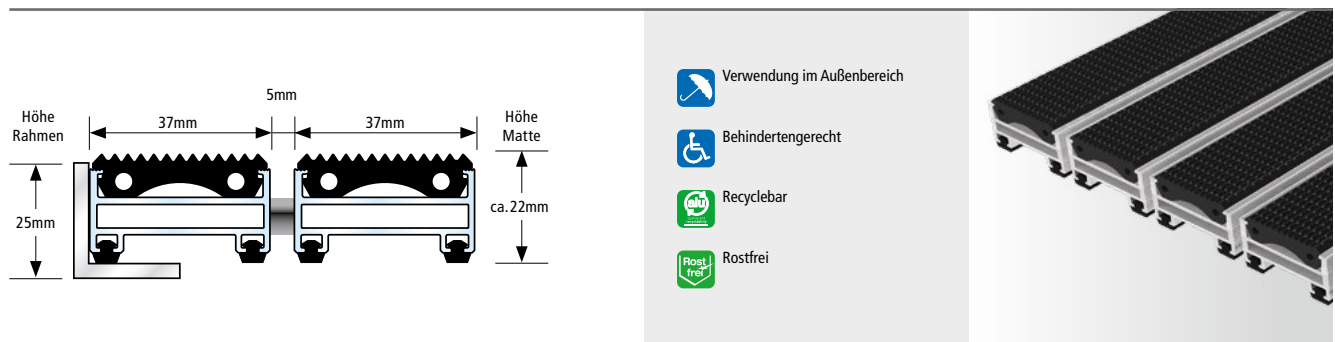 5mm
Höhe
Rahmen
37mm
37mm
Höhe
Matte
25mm
ca.22mm
Verwendung im Außenbereich
Behindertengerecht
alu
Recyclebar
Rost
frei
Rostfrei